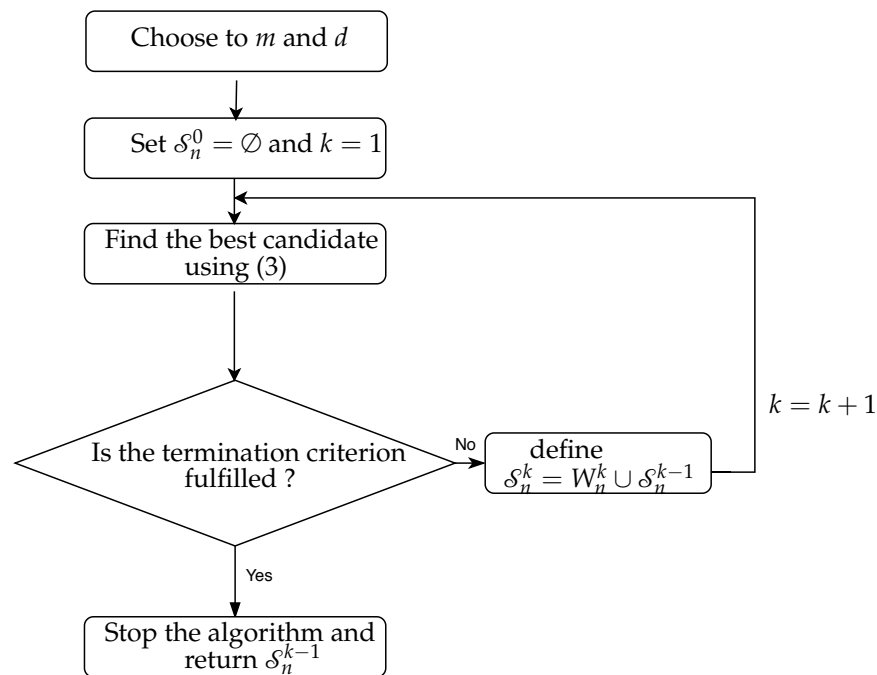 Choose to m and d
Set 𝒮_n^0 = ∅ and k = 1
Find the best candidate
using (3)
Is the termination criterion
fulfilled ?
No
define
𝒮_n^k = W_n^k ∪ 𝒮_n^{k−1}
k = k + 1
Yes
Stop the algorithm and
return 𝒮_n^{k−1}